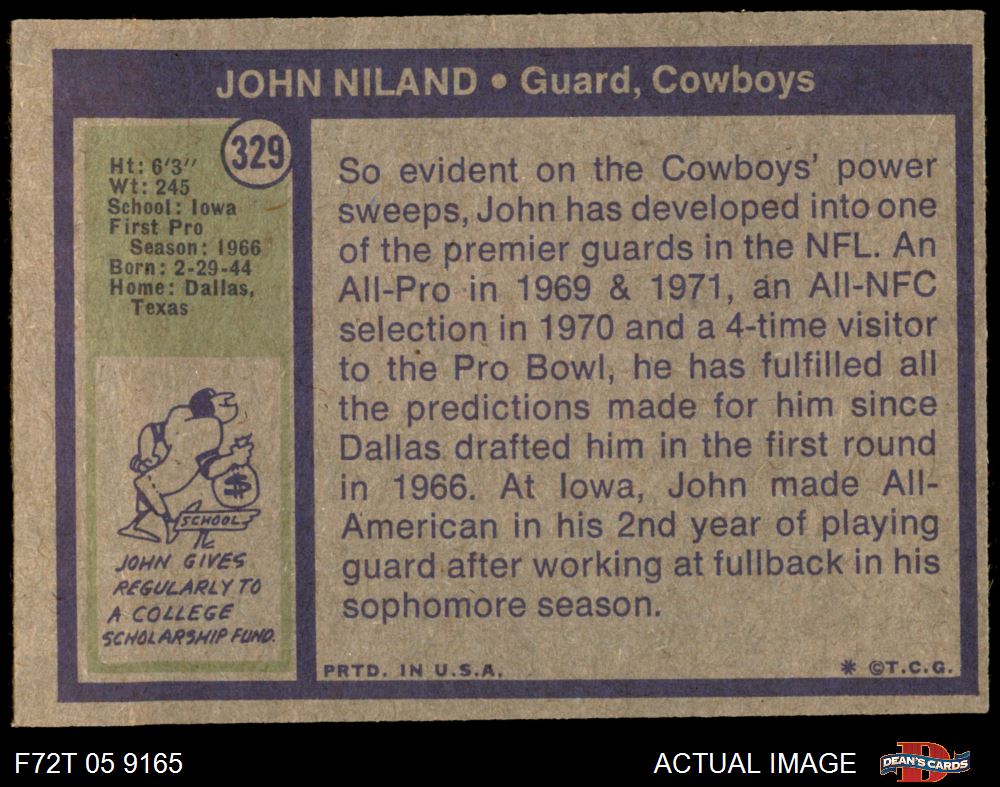 JOHN NILAND • Guard, Cowboys
329
Ht: 6'3''
Wt: 245
School: Iowa
First Pro
Season: 1966
Born: 2-29-44
Home: Dallas,
Texas
$
SCHOOL
JOHN GIVES
REGULARLY TO
A COLLEGE
SCHOLARSHIP FUND.
So evident on the Cowboys' power
sweeps, John has developed into one
of the premier guards in the NFL. An
All-Pro in 1969 & 1971, an All-NFC
selection in 1970 and a 4-time visitor
to the Pro Bowl, he has fulfilled all
the predictions made for him since
Dallas drafted him in the first round
in 1966. At Iowa, John made All-
American in his 2nd year of playing
guard after working at fullback in his
sophomore season.
PRTD. IN U.S.A.
* ©T.C.G.
F72T 05 9165
ACTUAL IMAGE
D
DEAN'S CARDS